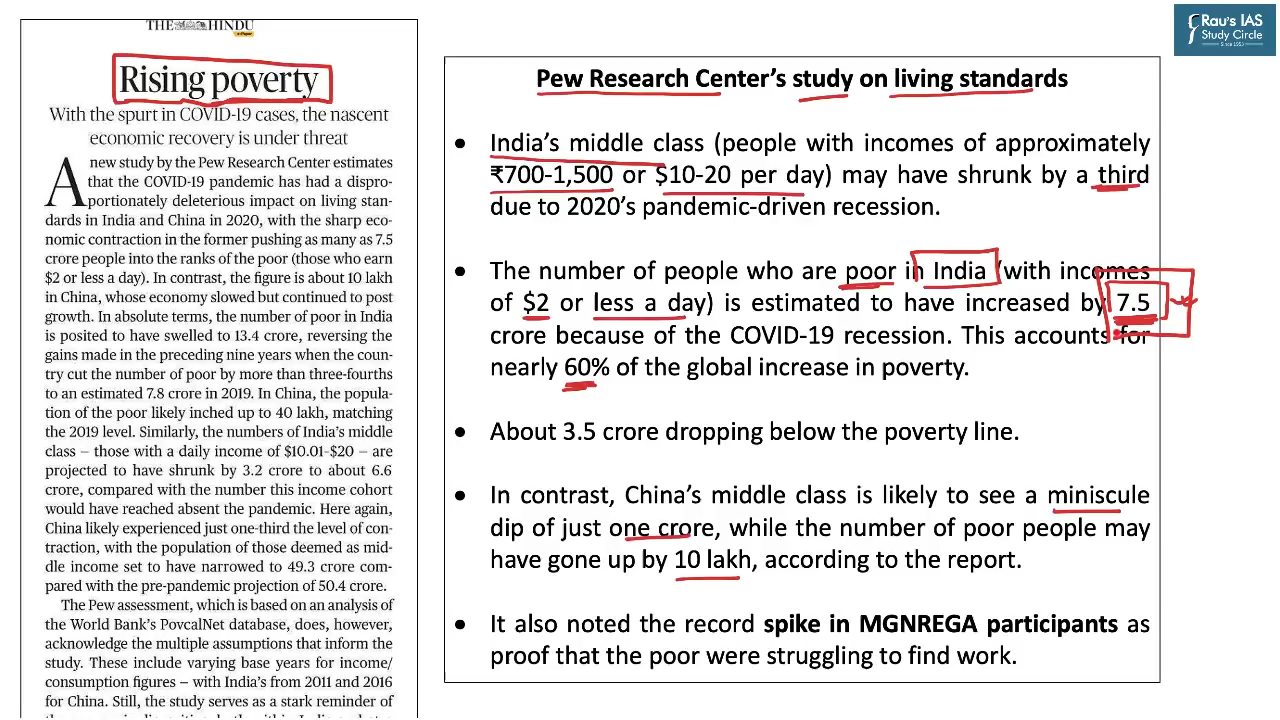 THE HINDU
e-Paper
Rising poverty
With the spurt in COVID-19 cases, the nascent
economic recovery is under threat
A new study by the Pew Research Center estimates
that the COVID-19 pandemic has had a dispro-
portionately deleterious impact on living stan-
dards in India and China in 2020, with the sharp eco-
nomic contraction in the former pushing as many as 7.5
crore people into the ranks of the poor (those who earn
$2 or less a day). In contrast, the figure is about 10 lakh
in China, whose economy slowed but continued to post
growth. In absolute terms, the number of poor in India
is posited to have swelled to 13.4 crore, reversing the
gains made in the preceding nine years when the coun-
try cut the number of poor by more than three-fourths
to an estimated 7.8 crore in 2019. In China, the popula-
tion of the poor likely inched up to 40 lakh, matching
the 2019 level. Similarly, the numbers of India's middle
class – those with a daily income of $10.01-$20 – are
projected to have shrunk by 3.2 crore to about 6.6
crore, compared with the number this income cohort
would have reached absent the pandemic. Here again,
China likely experienced just one-third the level of con-
traction, with the population of those deemed as mid-
dle income set to have narrowed to 49.3 crore com-
pared with the pre-pandemic projection of 50.4 crore.
The Pew assessment, which is based on an analysis of
the World Bank's PovcalNet database, does, however,
acknowledge the multiple assumptions that inform the
study. These include varying base years for income/
consumption figures – with India's from 2011 and 2016
for China. Still, the study serves as a stark reminder of
Rau's IAS
Study Circle
Since 1953
Pew Research Center's study on living standards
• India's middle class (people with incomes of approximately
₹700-1,500 or $10-20 per day) may have shrunk by a third
due to 2020's pandemic-driven recession.
• The number of people who are poor in India (with incomes
of $2 or less a day) is estimated to have increased by 7.5
crore because of the COVID-19 recession. This accounts for
nearly 60% of the global increase in poverty.
• About 3.5 crore dropping below the poverty line.
• In contrast, China's middle class is likely to see a miniscule
dip of just one crore, while the number of poor people may
have gone up by 10 lakh, according to the report.
• It also noted the record spike in MGNREGA participants as
proof that the poor were struggling to find work.